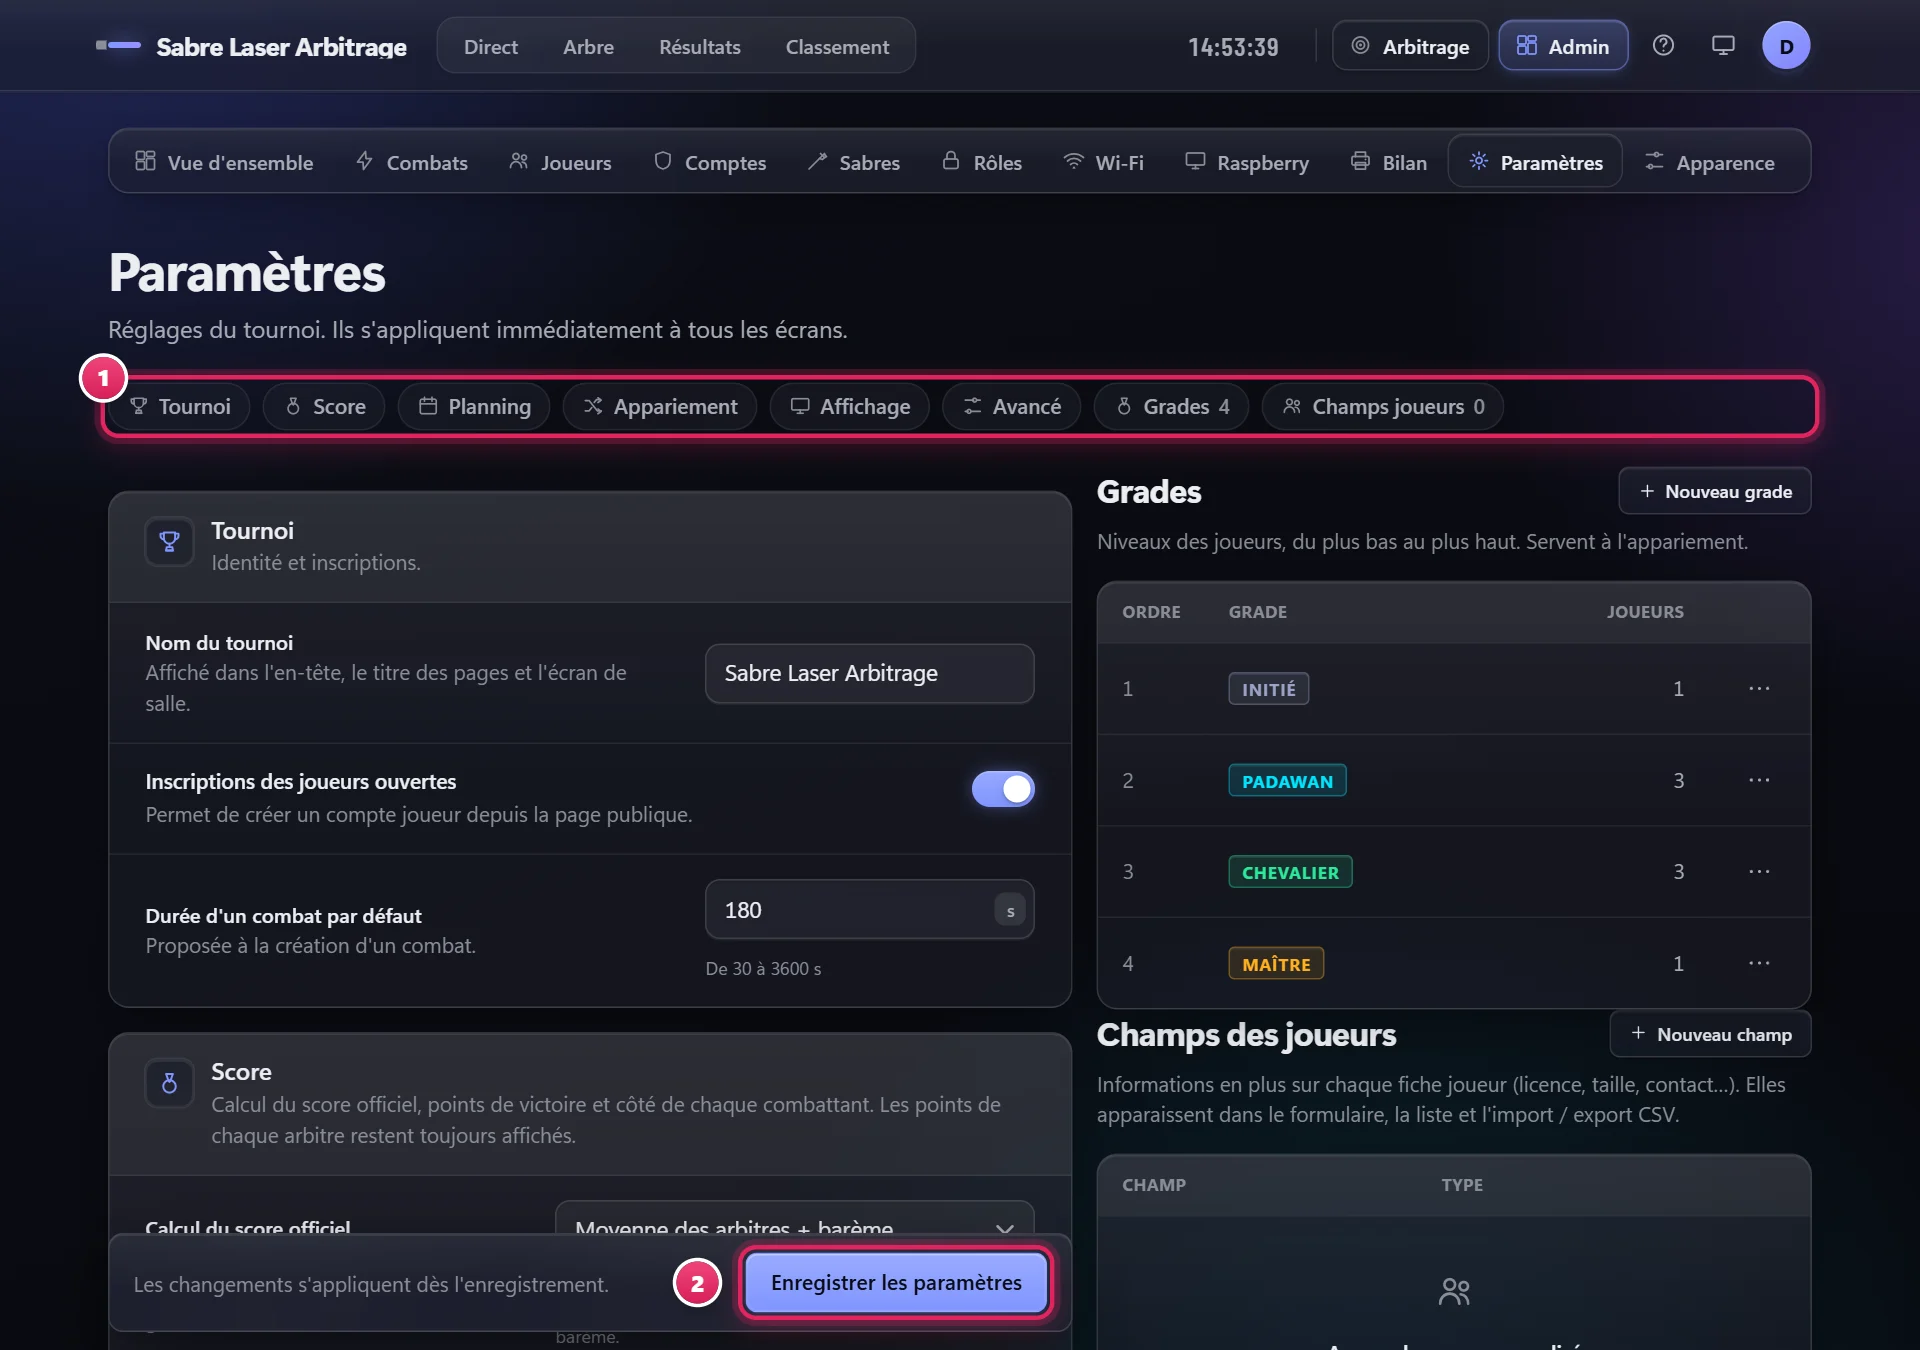 Sabre Laser Arbitrage
Direct
Arbre
Résultats
Classement
14:53:39
Arbitrage
Admin
D
Vue d'ensemble
Combats
Joueurs
Comptes
Sabres
Rôles
Wi-Fi
Raspberry
Bilan
Paramètres
Apparence
Paramètres
Réglages du tournoi. Ils s'appliquent immédiatement à tous les écrans.
1
Tournoi
Score
Planning
Appariement
Affichage
Avancé
Grades 4
Champs joueurs 0
Tournoi
Identité et inscriptions.
Nom du tournoi
Affiché dans l'en-tête, le titre des pages et l'écran de
salle.
Sabre Laser Arbitrage
Inscriptions des joueurs ouvertes
Permet de créer un compte joueur depuis la page publique.
Durée d'un combat par défaut
Proposée à la création d'un combat.
180
s
De 30 à 3600 s
Score
Calcul du score officiel, points de victoire et côté de chaque combattant. Les points de
chaque arbitre restent toujours affichés.
Calcul du score officiel
Moyenne des arbitres + barème
Les changements s'appliquent dès l'enregistrement.
2
Enregistrer les paramètres
barème.
Grades
+ Nouveau grade
Niveaux des joueurs, du plus bas au plus haut. Servent à l'appariement.
ORDRE GRADE JOUEURS
1 INITIÉ 1 ...
2 PADAWAN 3 ...
3 CHEVALIER 3 ...
4 MAÎTRE 1 ...
Champs des joueurs
+ Nouveau champ
Informations en plus sur chaque fiche joueur (licence, taille, contact…). Elles
apparaissent dans le formulaire, la liste et l'import / export CSV.
CHAMP TYPE